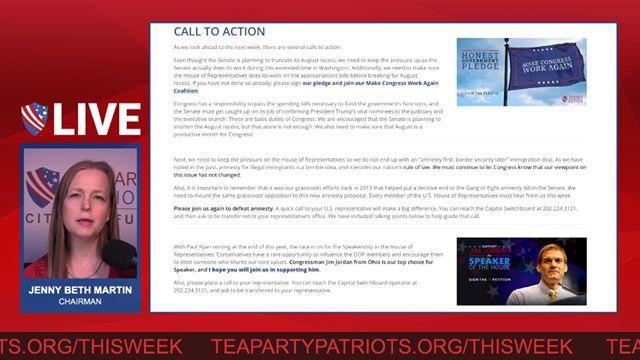 CALL TO ACTION
As we look ahead to the next week, there are several calls to action:
Even though the Senate is planning to truncate its August recess, we need to keep the pressure up so the
Senate actually does its work during this extended time in Washington. Additionally, we need to make sure
the House of Representatives does its work on the appropriations bills before breaking for August
recess. If you have not done so already, please sign our pledge and join our Make Congress Work Again
Coalition.
Congress has a responsibility to pass the spending bills necessary to fund the government's functions, and
the Senate must get caught up on its job of confirming President Trump's vital nominees to the judiciary and
the executive branch. These are basic duties of Congress. We are encouraged that the Senate is planning to
shorten the August recess, but that alone is not enough. We also need to make sure that August is a
productive month for Congress!
HONEST
GOVERNMENT
PLEDGE
SIGN THE PLEDGE
MAKE CONGRESS
WORK AGAIN
Next, we need to keep the pressure on the House of Representatives so we do not end up with an "amnesty first, border security later" immigration deal. As we have
noted in the past, amnesty for illegal immigrants is a terrible idea, and it erodes our nation's rule of law. We must continue to let Congress know that our viewpoint on
this issue has not changed.
Also, it is important to remember that it was our grassroots efforts back in 2013 that helped put a decisive end to the Gang of Eight amnesty bill in the Senate. We
need to mount the same grassroots opposition to this new amnesty proposal. Every member of the U.S. House of Representatives must hear from us this week.
Please join us again to defeat amnesty. A quick call to your U.S. representative will make a big difference. You can reach the Capitol Switchboard at 202.224.3121,
and then ask to be transferred to your representative's office. We have included talking points below to help guide that call.
With Paul Ryan retiring at the end of this year, the race is on for the Speakership in the House of
Representatives. Conservatives have a rare opportunity to influence the GOP members and encourage them
to elect someone who shares our core values. Congressman Jim Jordan from Ohio is our top choice for
Speaker, and I hope you will join us in supporting him.
Also, please place a call to your representative. You can reach the Capitol Switchboard operator at
202.224.3121, and ask to be transferred to your representative.
SUPPORT
JIM JORDAN
FOR
SPEAKER
OF THE HOUSE
SIGN THE PETITION
LIVE
JENNY BETH MARTIN
CHAIRMAN
TS.ORG/THISWEEK TEAPARTYPATRIOTS.ORG/THISWEEK TEAPA